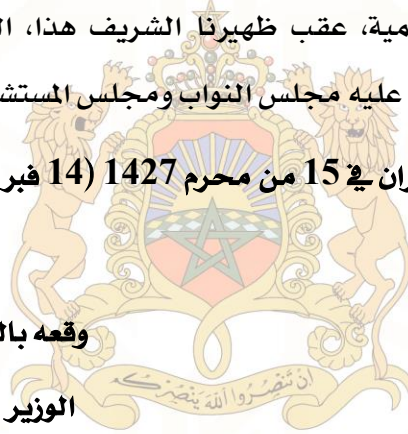 مية، عقب ظهيرنا الشريف هذا، ال
عليه مجلس النواب ومجلس المستش
ران في 15 من محرم 1427 (14 فبر
وقعه بال
الوزير
إن تنصروا الله ينصركم